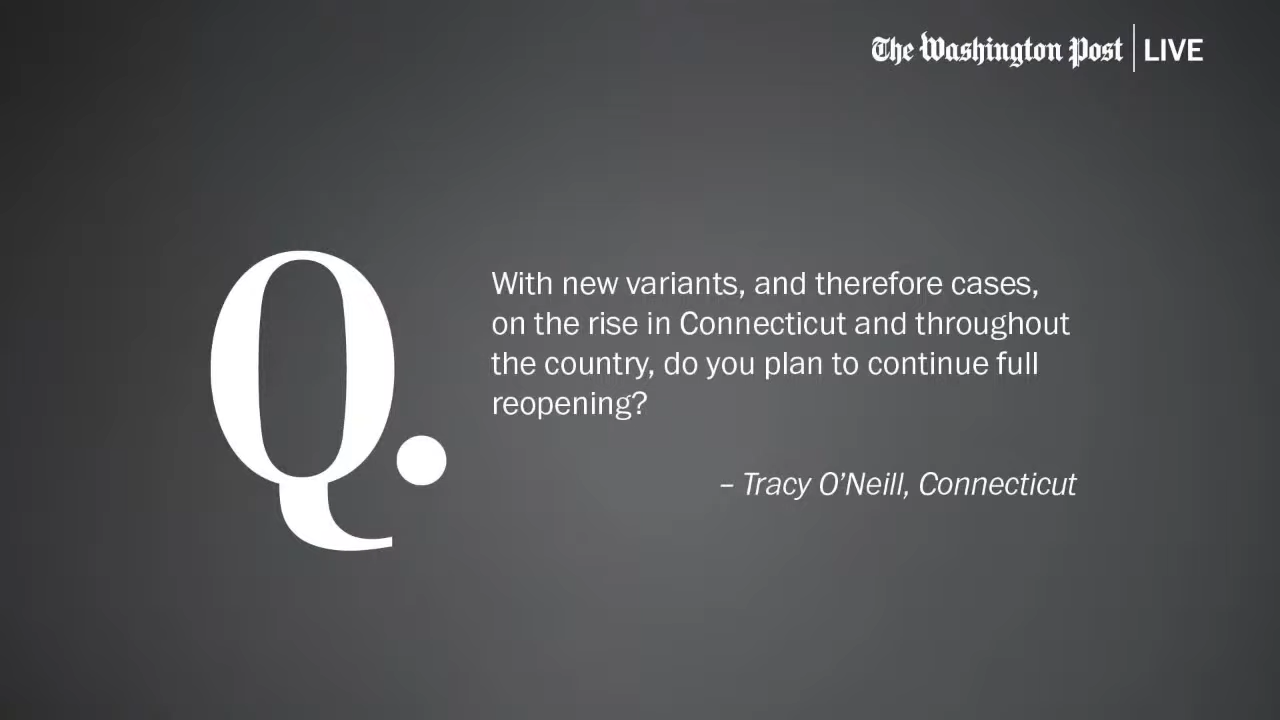 The Washington Post | LIVE
Q.
With new variants, and therefore cases,
on the rise in Connecticut and throughout
the country, do you plan to continue full
reopening?
– Tracy O’Neill, Connecticut